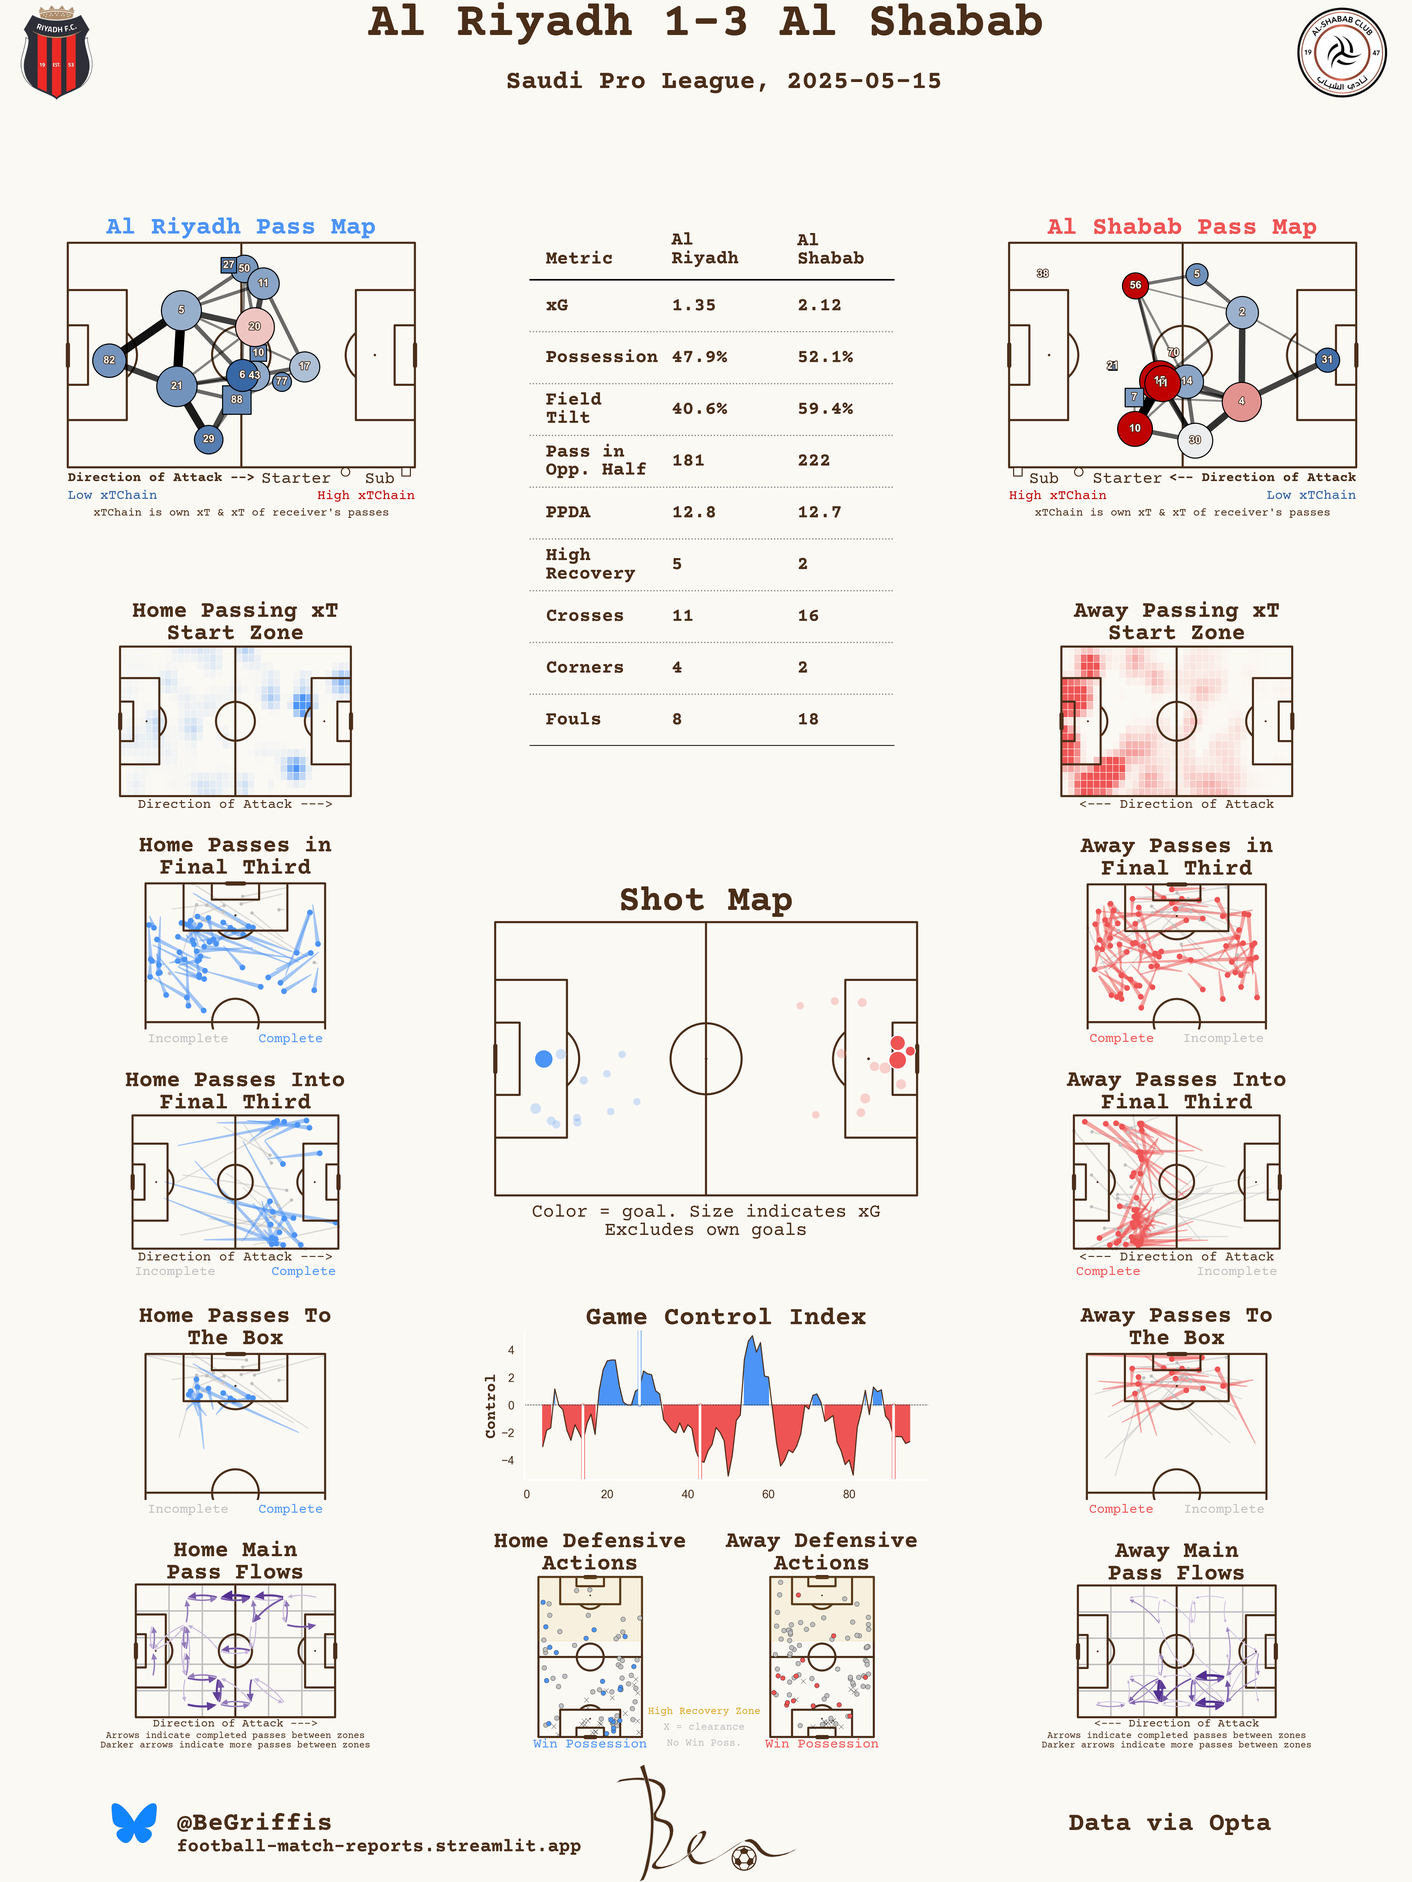 Al Riyadh 1-3 Al Shabab
Saudi Pro League, 2025-05-15
RIYADH F.C.
19 EST. 53
AL-SHABAB CLUB
19 47
نادي الشباب
Al Riyadh Pass Map
27 50
11
5
20
82
10
17
6 43
77
21
88
29
Direction of Attack --> Starter Sub
Low xTChain High xTChain
xTChain is own xT & xT of receiver's passes
Metric Al Riyadh Al Shabab
xG 1.35 2.12
Possession 47.9% 52.1%
Field Tilt 40.6% 59.4%
Pass in Opp. Half 181 222
PPDA 12.8 12.7
High Recovery 5 2
Crosses 11 16
Corners 4 2
Fouls 8 18
Al Shabab Pass Map
38
5
56
2
70
31
21
14
11
7
4
10
30
Sub Starter <-- Direction of Attack
High xTChain Low xTChain
xTChain is own xT & xT of receiver's passes
Home Passing xT
Start Zone
Direction of Attack --->
Away Passing xT
Start Zone
<--- Direction of Attack
Home Passes in
Final Third
Incomplete Complete
Away Passes in
Final Third
Complete Incomplete
Shot Map
Color = goal. Size indicates xG
Excludes own goals
Home Passes Into
Final Third
Direction of Attack --->
Incomplete Complete
Away Passes Into
Final Third
<--- Direction of Attack
Complete Incomplete
Home Passes To
The Box
Incomplete Complete
Game Control Index
Control
4
2
0
−2
−4
0 20 40 60 80
Away Passes To
The Box
Complete Incomplete
Home Main
Pass Flows
Direction of Attack --->
Arrows indicate completed passes between zones
Darker arrows indicate more passes between zones
Home Defensive
Actions
Win Possession
Away Defensive
Actions
Win Possession
High Recovery Zone
X = clearance
No Win Poss.
Away Main
Pass Flows
<--- Direction of Attack
Arrows indicate completed passes between zones
Darker arrows indicate more passes between zones
@BeGriffis
football-match-reports.streamlit.app
Ben
Data via Opta